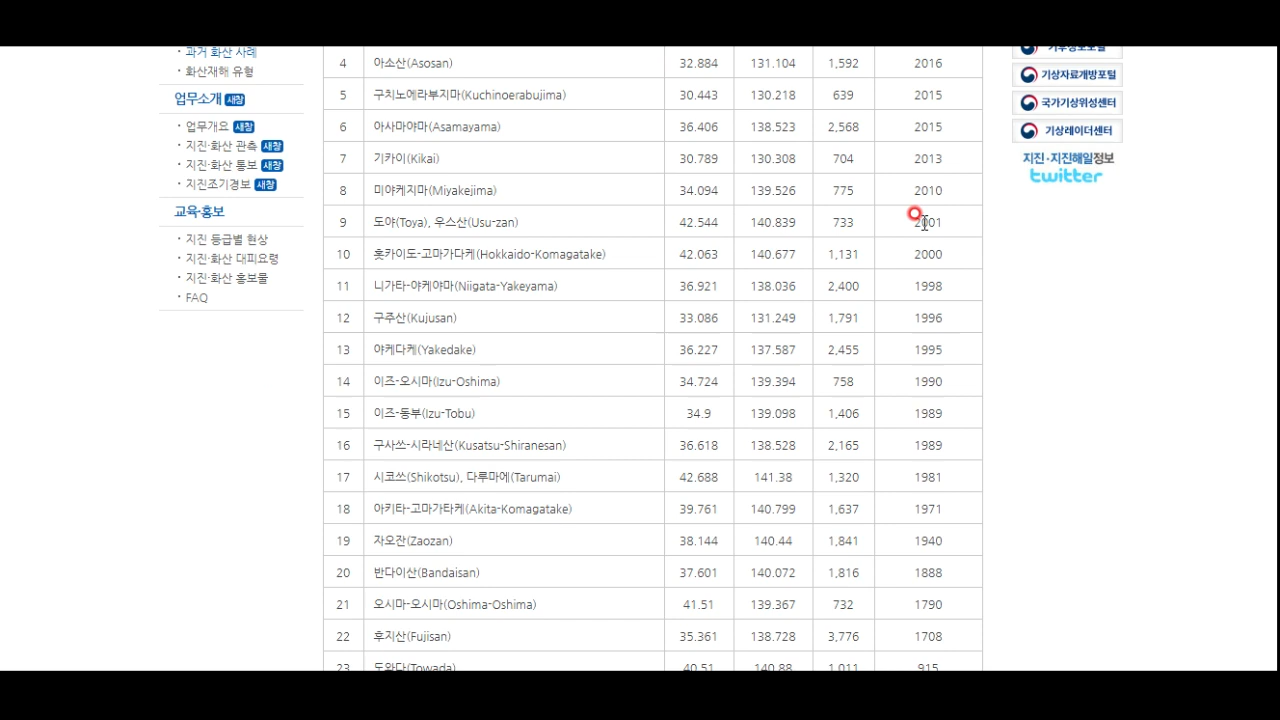 과거 화산 사례
화산재해 유형
업무소개 새창
업무개요 새창
지진·화산 관측 새창
지진·화산 통보 새창
지진조기경보 새창
교육·홍보
지진 등급별 현상
지진·화산 대피요령
지진·화산 홍보물
FAQ
4 아소산(Asosan) 32.884 131.104 1,592 2016
5 구치노에라부지마(Kuchinoerabujima) 30.443 130.218 639 2015
6 아사마야마(Asamayama) 36.406 138.523 2,568 2015
7 기카이(Kikai) 30.789 130.308 704 2013
8 미야케지마(Miyakejima) 34.094 139.526 775 2010
9 도야(Toya), 우스산(Usu-zan) 42.544 140.839 733 2001
10 홋카이도-고마가다케(Hokkaido-Komagatake) 42.063 140.677 1,131 2000
11 니가타-야케야마(Niigata-Yakeyama) 36.921 138.036 2,400 1998
12 구주산(Kujusan) 33.086 131.249 1,791 1996
13 야케다케(Yakedake) 36.227 137.587 2,455 1995
14 이즈-오시마(Izu-Oshima) 34.724 139.394 758 1990
15 이즈-동부(Izu-Tobu) 34.9 139.098 1,406 1989
16 구사쓰-시라네산(Kusatsu-Shiranesan) 36.618 138.528 2,165 1989
17 시코쓰(Shikotsu), 다루마에(Tarumai) 42.688 141.38 1,320 1981
18 아키타-고마가타케(Akita-Komagatake) 39.761 140.799 1,637 1971
19 자오잔(Zaozan) 38.144 140.44 1,841 1940
20 반다이산(Bandaisan) 37.601 140.072 1,816 1888
21 오시마-오시마(Oshima-Oshima) 41.51 139.367 732 1790
22 후지산(Fujisan) 35.361 138.728 3,776 1708
23 도와다(Towada) 40.51 140.88 1,011 915
기후정보포털
기상자료개방포털
국가기상위성센터
기상레이더센터
지진·지진해일정보
twitter